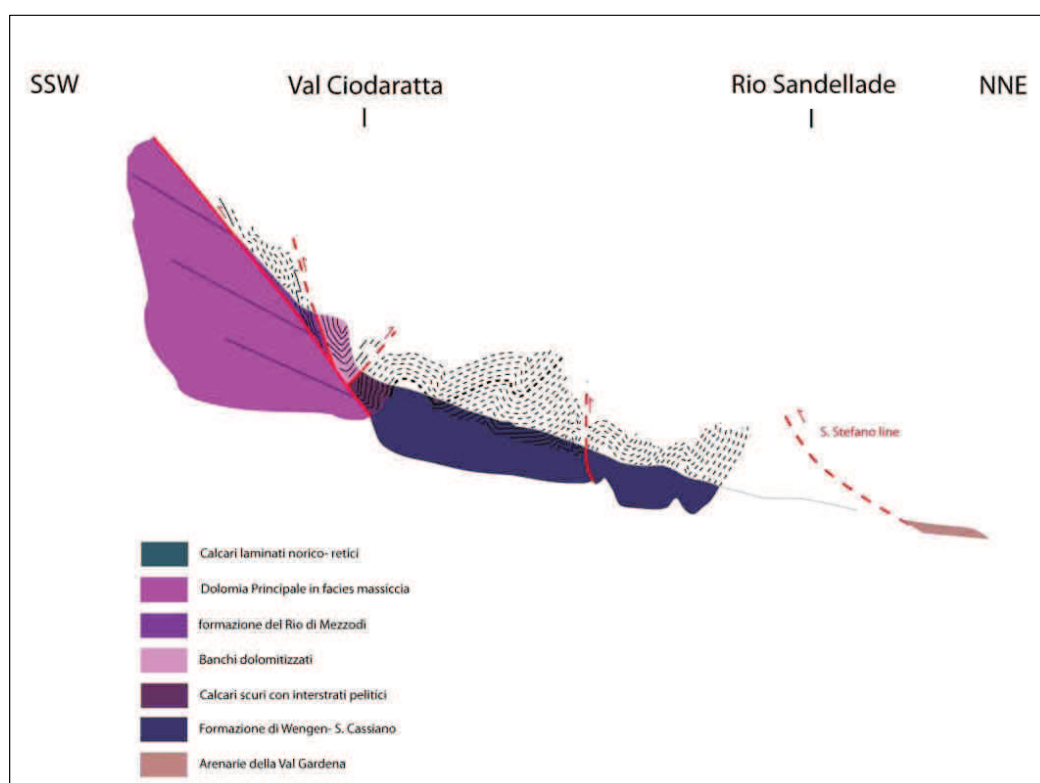 SSW
Val Ciodaratta
Rio Sandellade
NNE
S. Stefano line
Calcari laminati norico- retici
Dolomia Principale in facies massiccia
formazione del Rio di Mezzodi
Banchi dolomitizzati
Calcari scuri con interstrati pelitici
Formazione di Wengen- S. Cassiano
Arenarie della Val Gardena